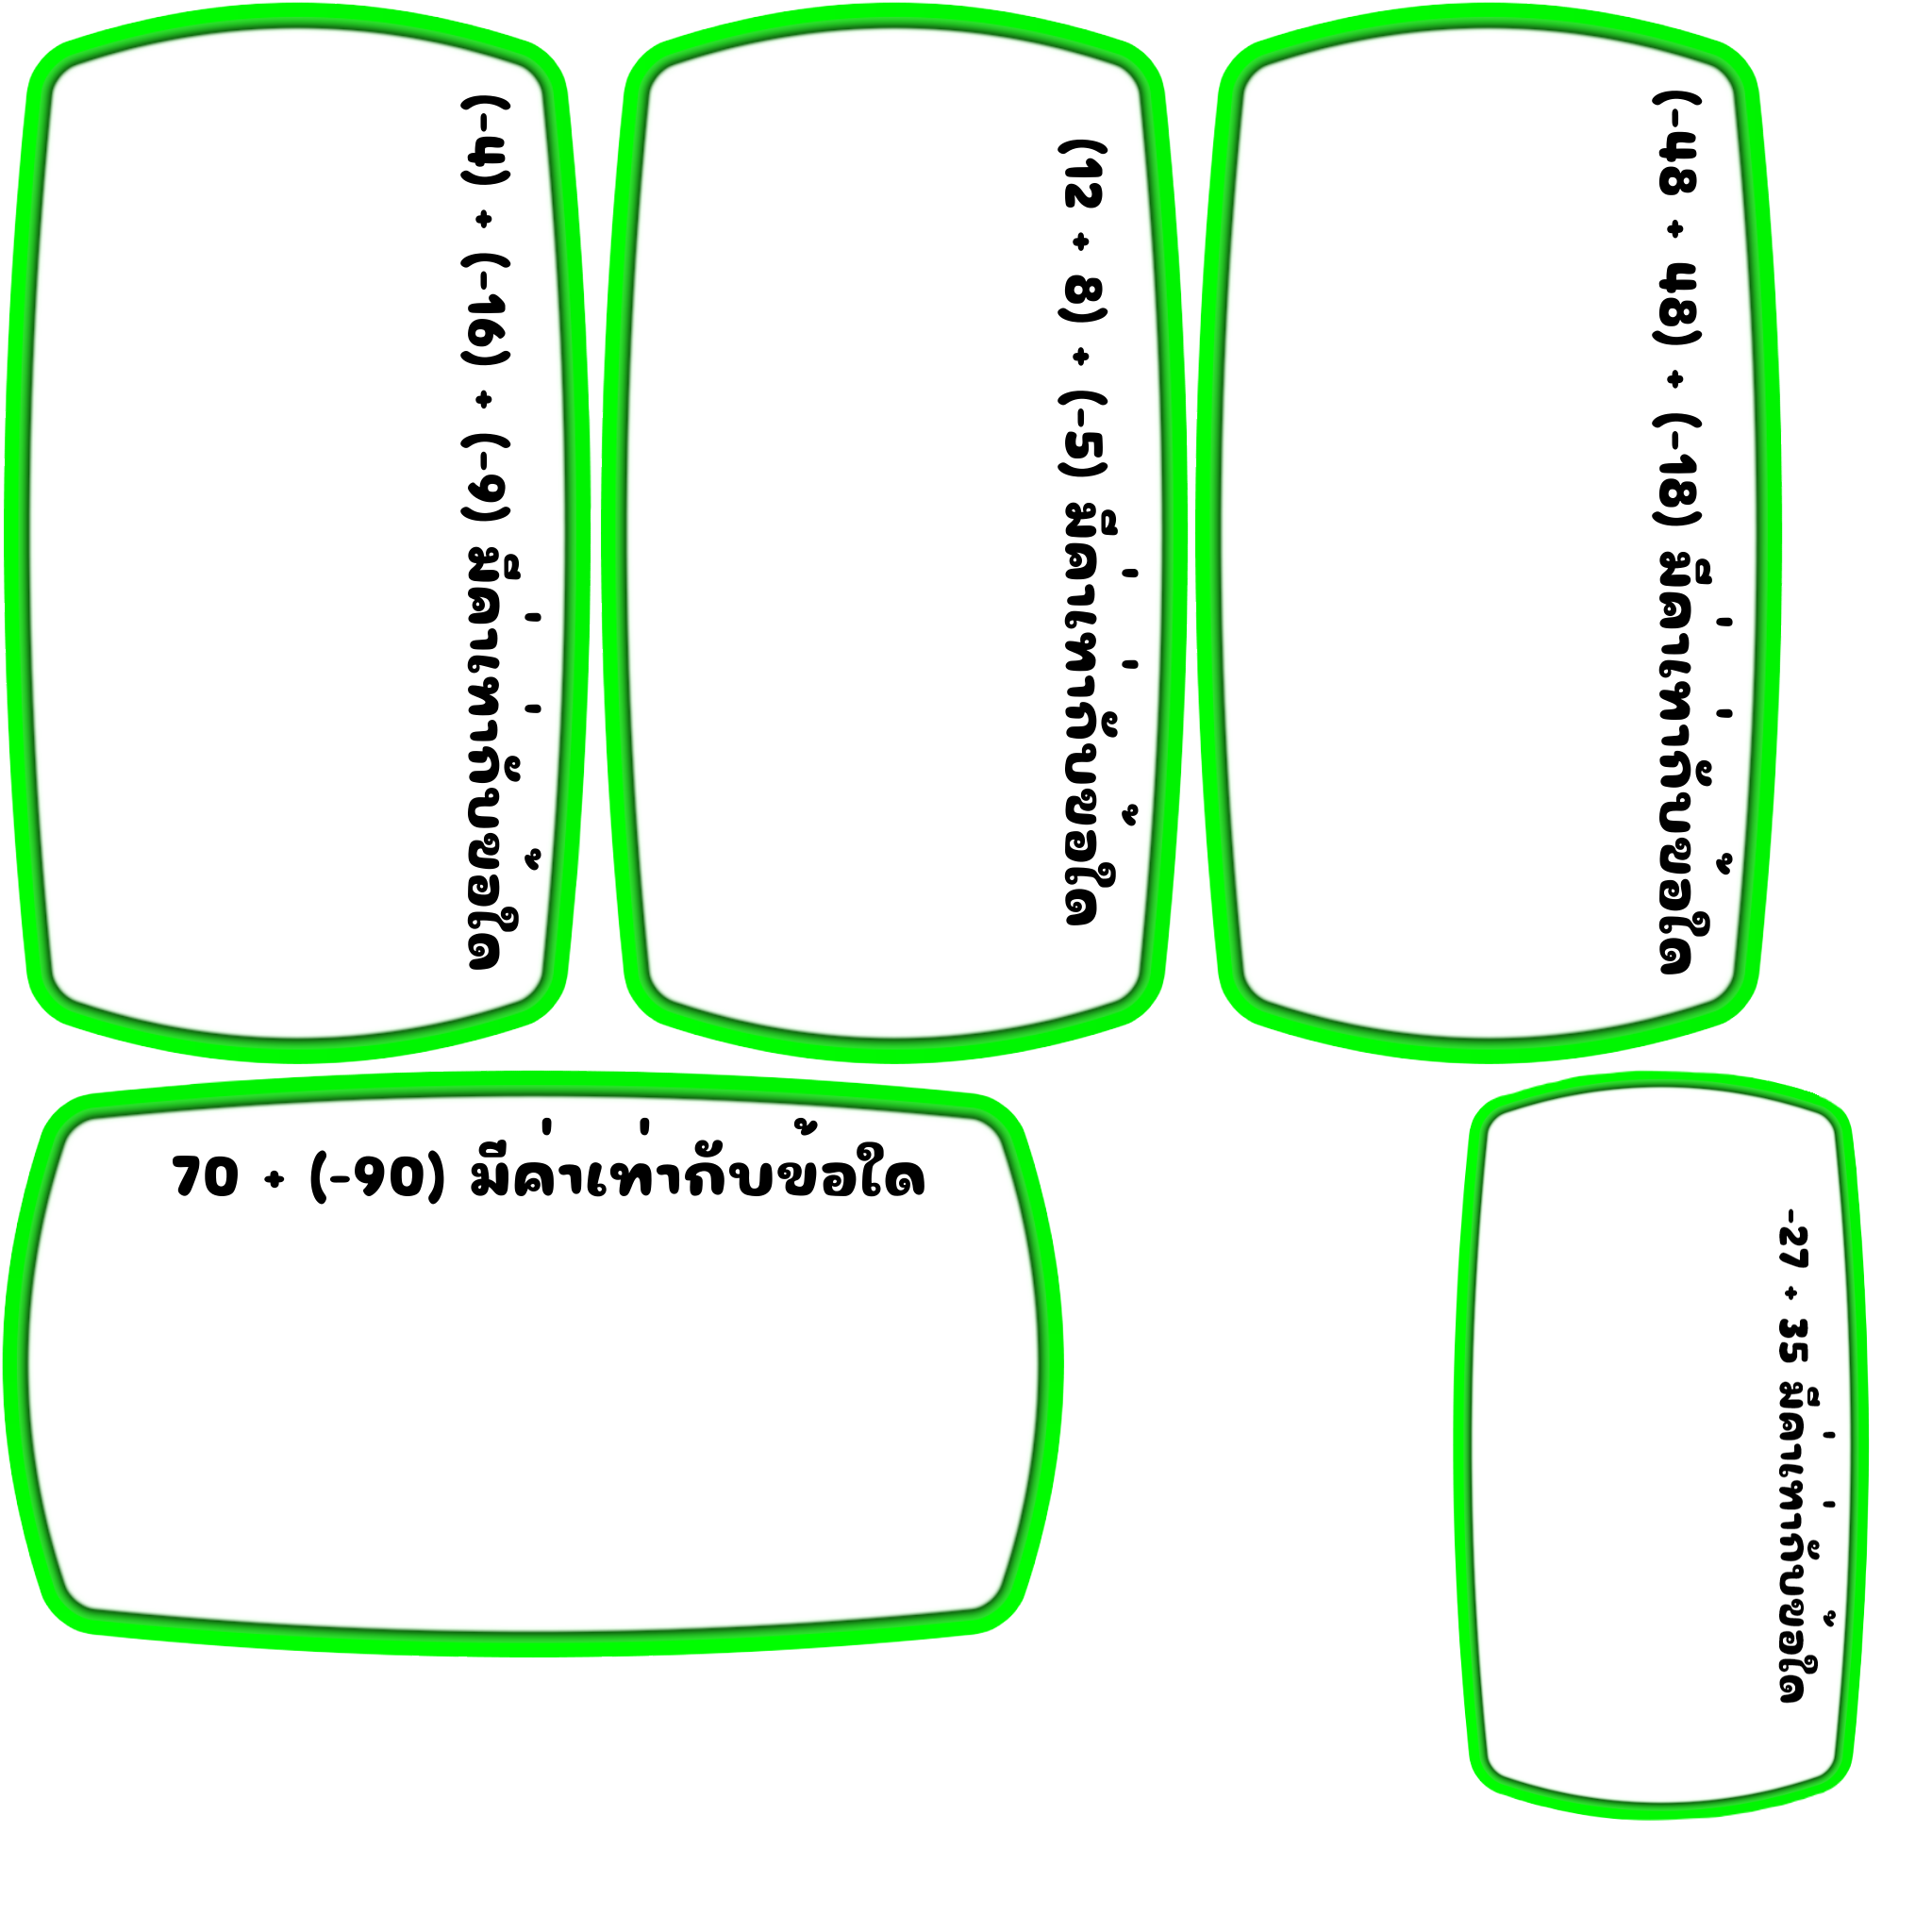 (-4) + (-16) + (-9) มีค่าเท่ากับข้อใด
(12 + 8) + (-5) มีค่าเท่ากับข้อใด
(-48 + 48) + (-18) มีค่าเท่ากับข้อใด
70 + (-90) มีค่าเท่ากับข้อใด
-27 + 35 มีค่าเท่ากับข้อใด